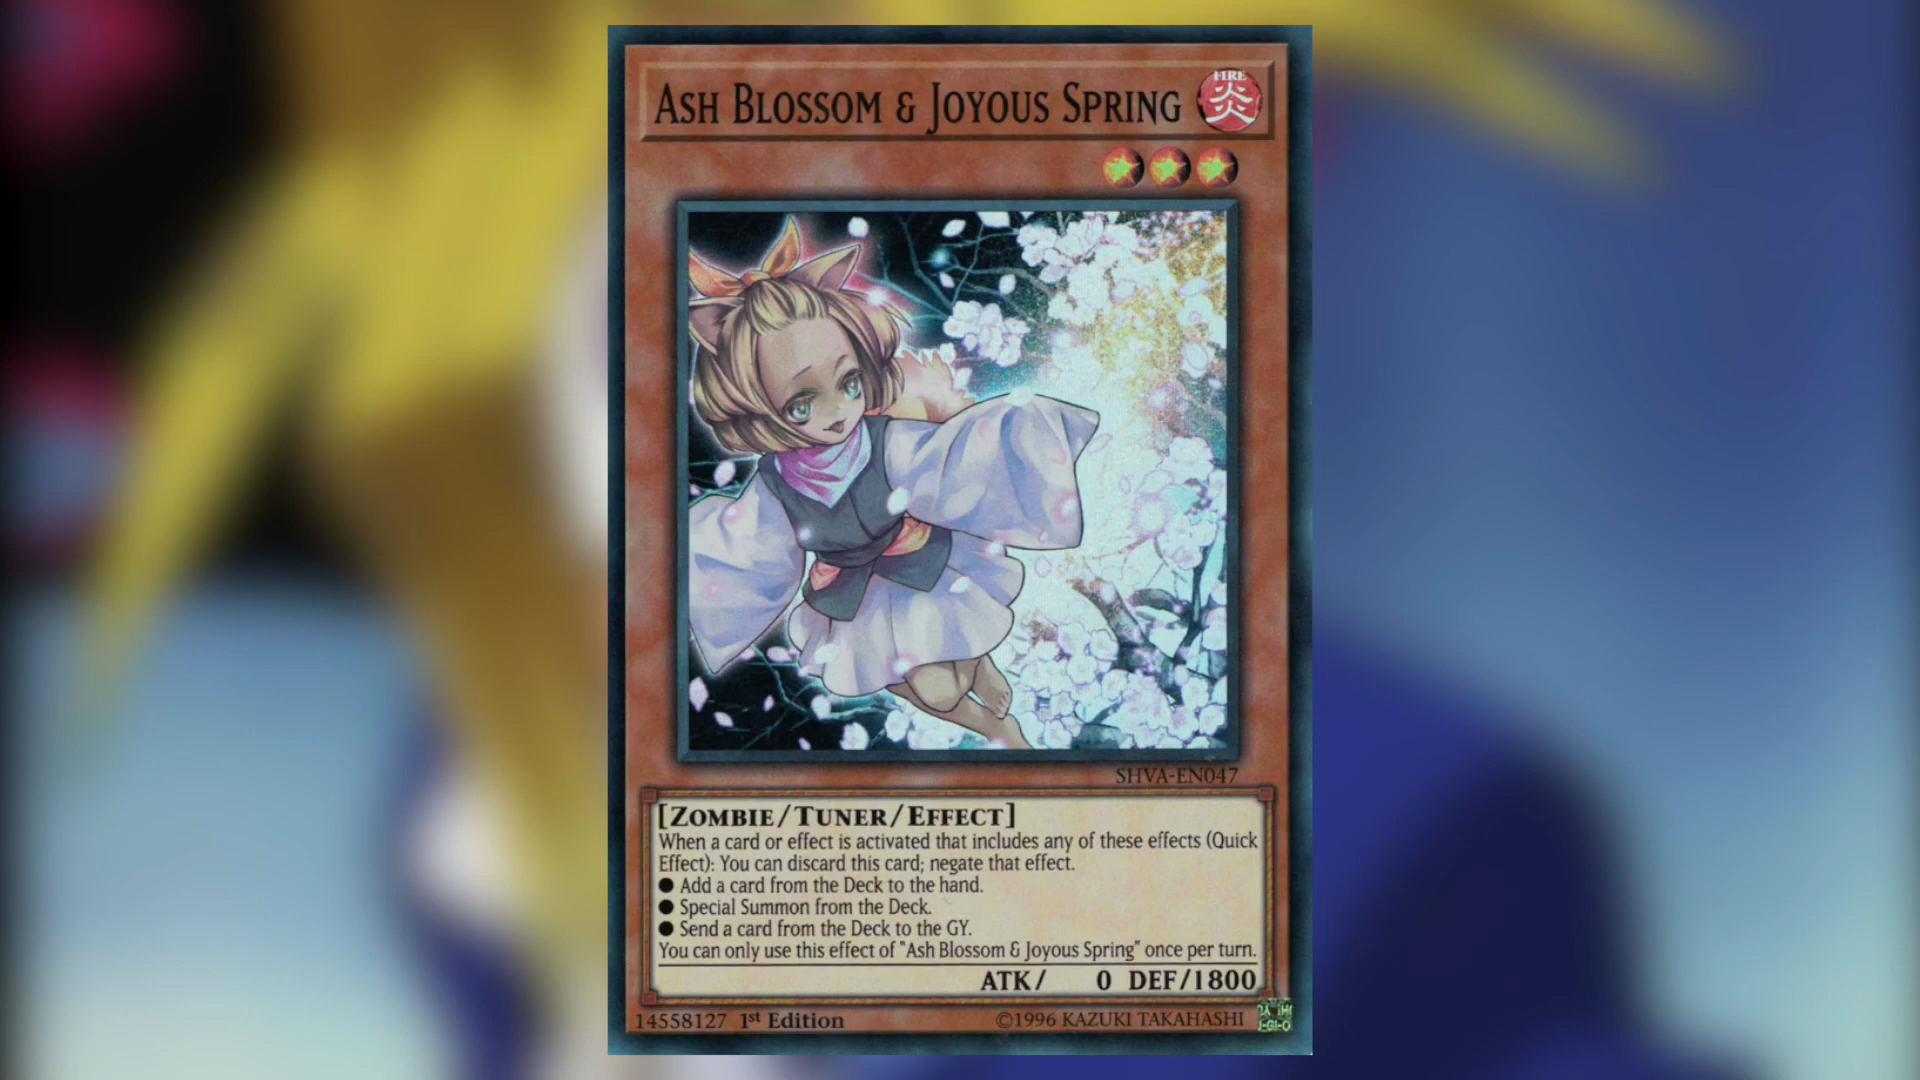 ASH BLOSSOM & JOYOUS SPRING
FIRE
炎
SHVA-EN047
[ZOMBIE/TUNER/EFFECT]
When a card or effect is activated that includes any of these effects (Quick
Effect): You can discard this card; negate that effect.
● Add a card from the Deck to the hand.
● Special Summon from the Deck.
● Send a card from the Deck to the GY.
You can only use this effect of "Ash Blossom & Joyous Spring" once per turn.
ATK/ 0 DEF/1800
14558127 1st Edition ©1996 KAZUKI TAKAHASHI